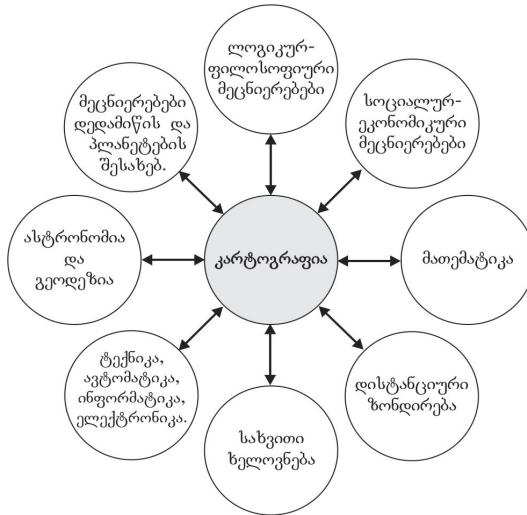 ლოგიკურ-
ფილოსოფიური
მეცნიერებები
სოციალურ-
ეკონომიკური
მეცნიერებები
მეცნიერებები
დედამიწის და
პლანეტების
შესახებ.
ასტრონომია
და
გეოდეზია
კარტოგრაფია
მათემატიკა
ტექნიკა,
ავტომატიკა,
ინფორმატიკა,
ელექტრონიკა.
დისტანციური
ზონდირება
სახვითი
ხელოვნება